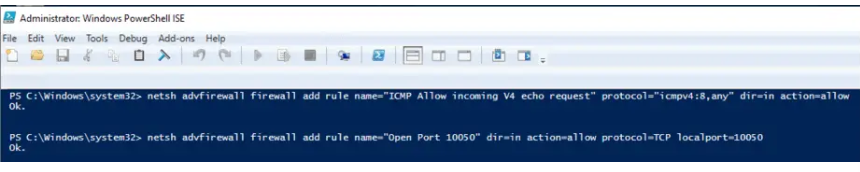 Administrator: Windows PowerShell ISE
File Edit View Tools Debug Add-ons Help
PS C:\Windows\system32> netsh advfirewall firewall add rule name="ICMP Allow incoming V4 echo request" protocol="icmpv4:8,any" dir=in action=allow
Ok.
PS C:\Windows\system32> netsh advfirewall firewall add rule name="Open Port 10050" dir=in action=allow protocol=TCP localport=10050
Ok.